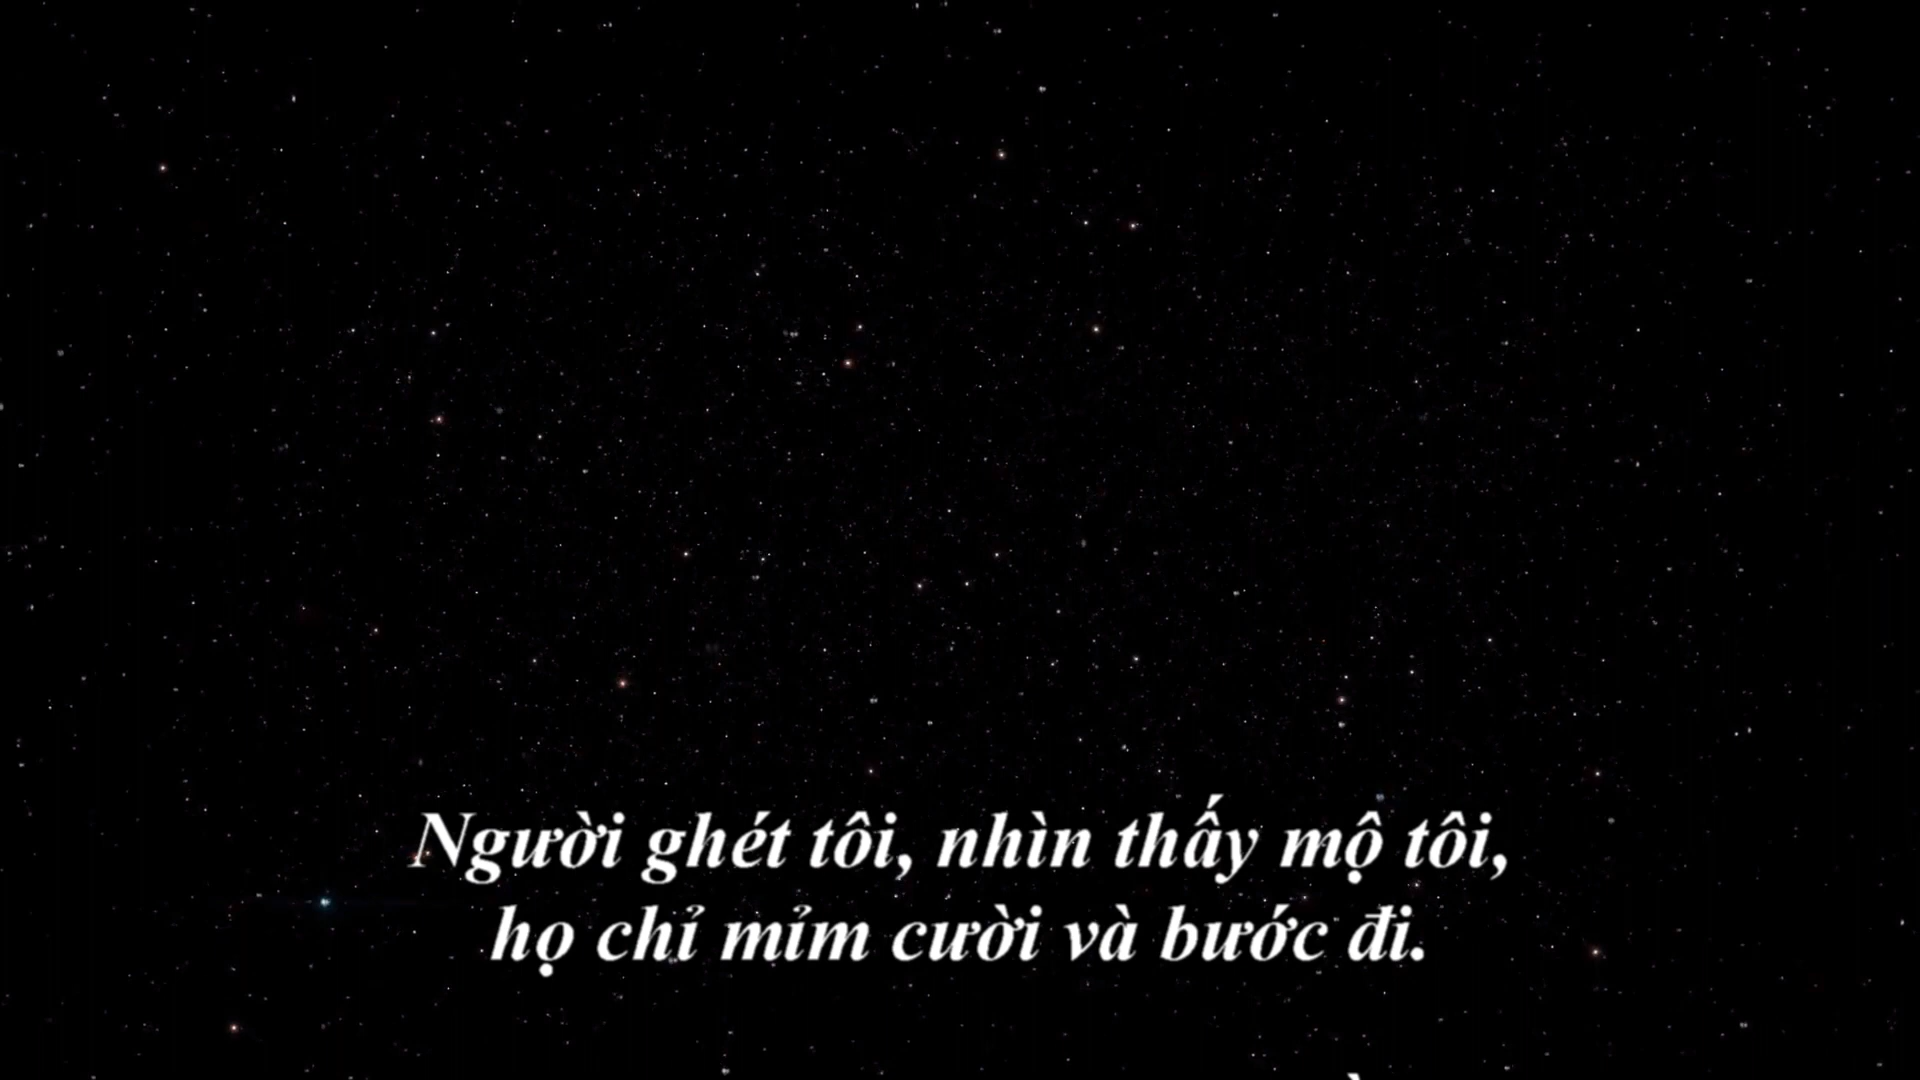 Người ghét tôi, nhìn thấy mộ tôi,
họ chỉ mỉm cười và bước đi.